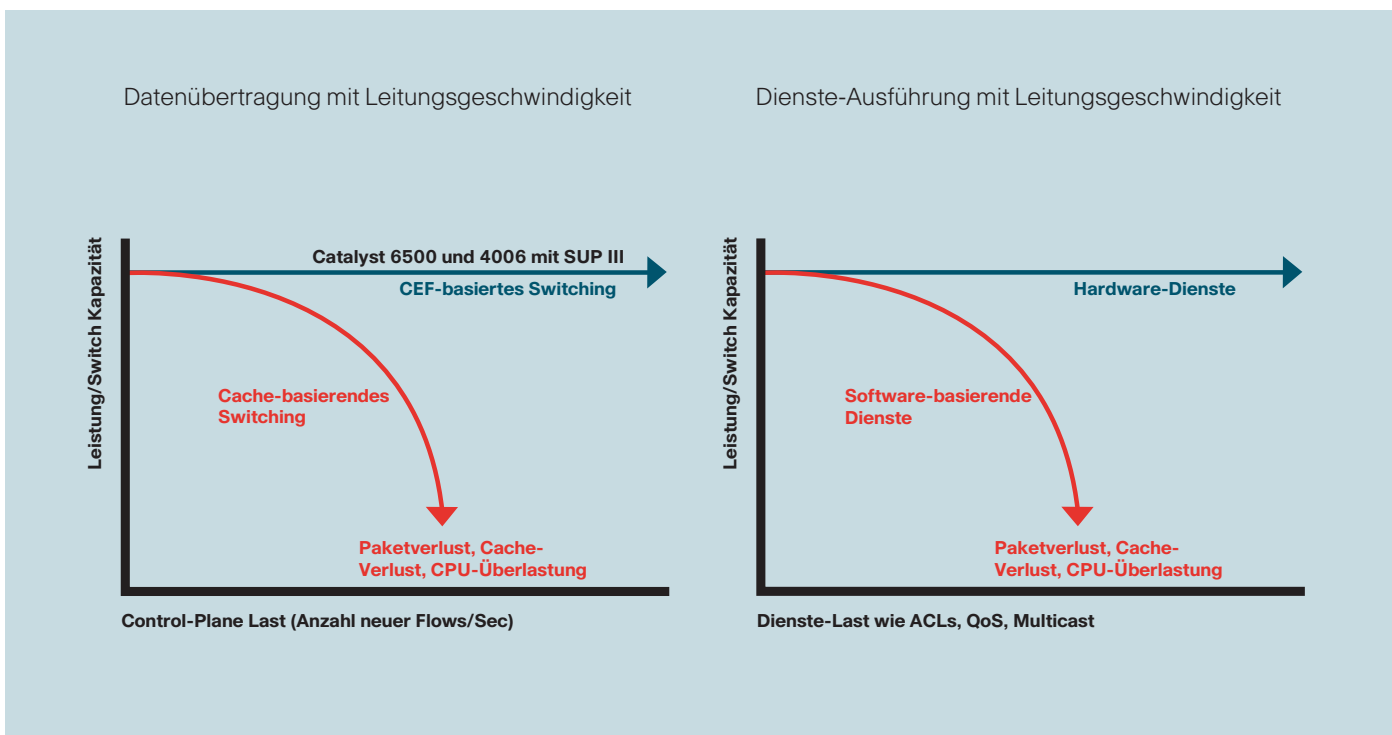 Datenübertragung mit Leitungsgeschwindigkeit
Leistung/Switch Kapazität
Catalyst 6500 und 4006 mit SUP III
CEF-basiertes Switching
Cache-basierendes
Switching
Paketverlust, Cache-
Verlust, CPU-Überlastung
Control-Plane Last (Anzahl neuer Flows/Sec)
Dienste-Ausführung mit Leitungsgeschwindigkeit
Leistung/Switch Kapazität
Hardware-Dienste
Software-basierende
Dienste
Paketverlust, Cache-
Verlust, CPU-Überlastung
Dienste-Last wie ACLs, QoS, Multicast